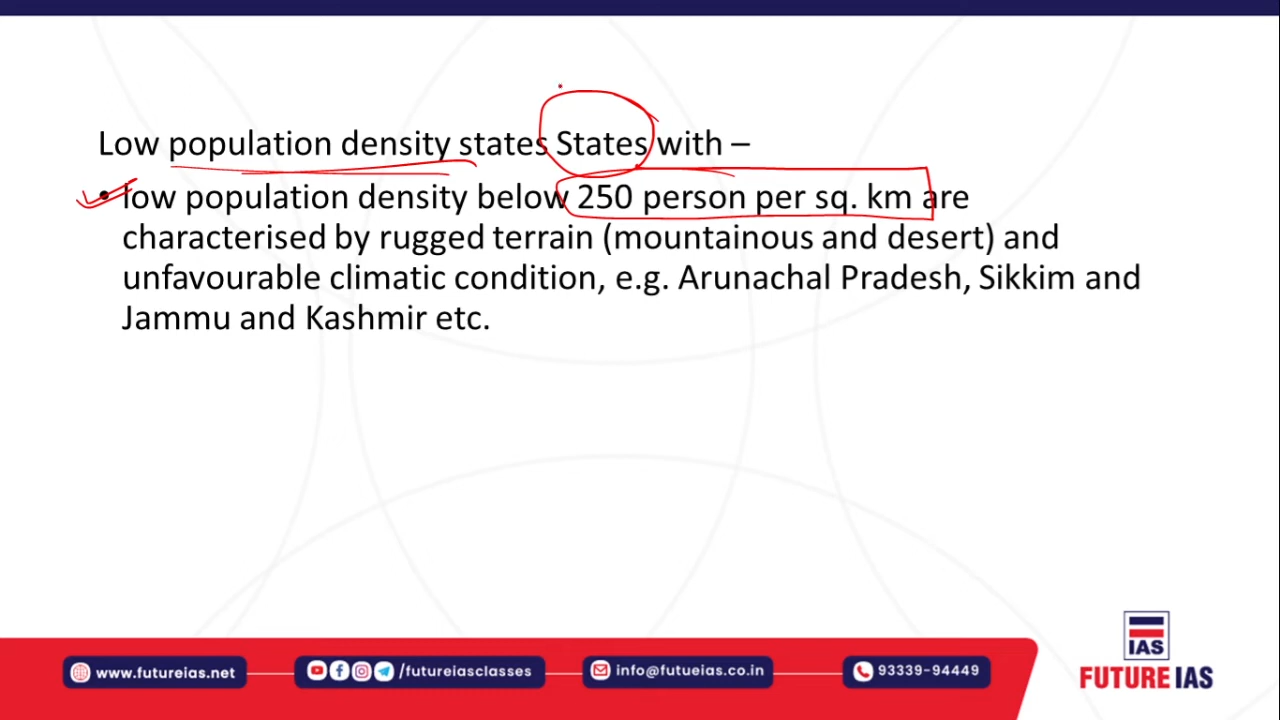 Low population density states States with –
• low population density below 250 person per sq. km are
characterised by rugged terrain (mountainous and desert) and
unfavourable climatic condition, e.g. Arunachal Pradesh, Sikkim and
Jammu and Kashmir etc.
IAS
FUTURE IAS
www.futureias.net
/futureiasclasses
info@futueias.co.in
93339-94449